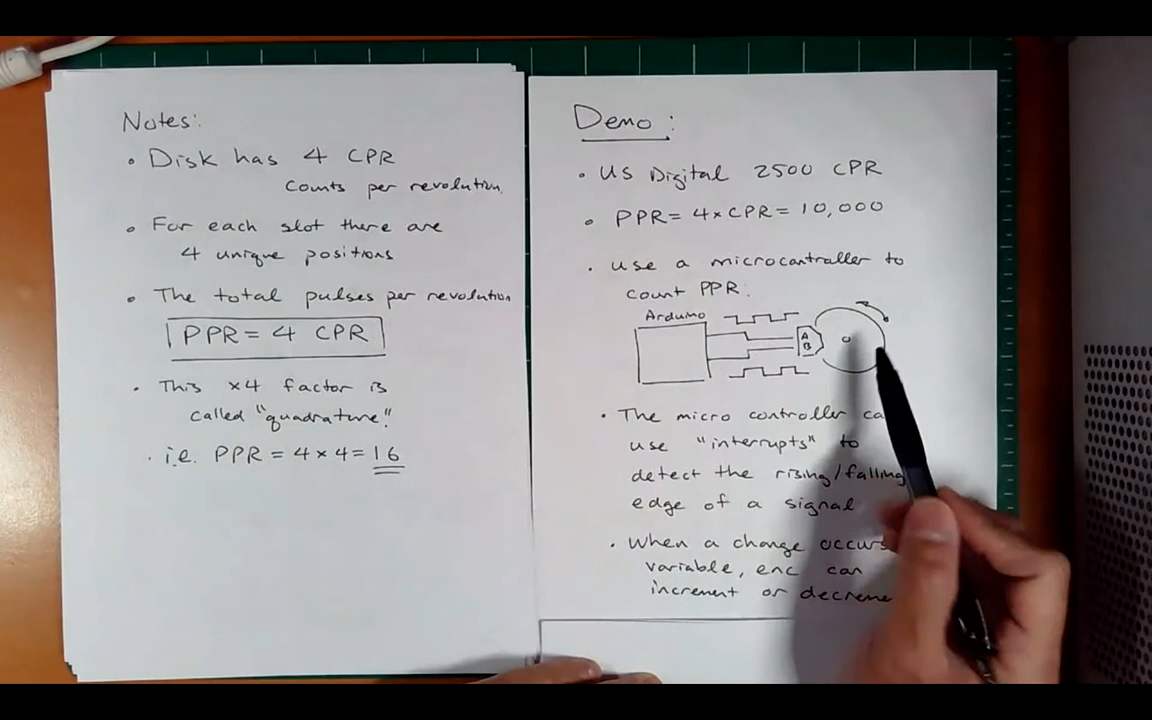 Notes:
• Disk has 4 CPR
Counts per revolution.
• For each slot there are
4 unique positions
• The total pulses per revolution
PPR = 4 CPR
• This x4 factor is
called "quadrature."
• i.e. PPR = 4 x 4 = 16
Demo:
• US Digital 2500 CPR
• PPR = 4 x CPR = 10,000
• use a microcontroller to
count PPR.
Arduino
A
B
• The micro controller ca
use "interrupts" to
detect the rising/falling
edge of a signal
• When a change occurs
variable, enc can
increment or decreme